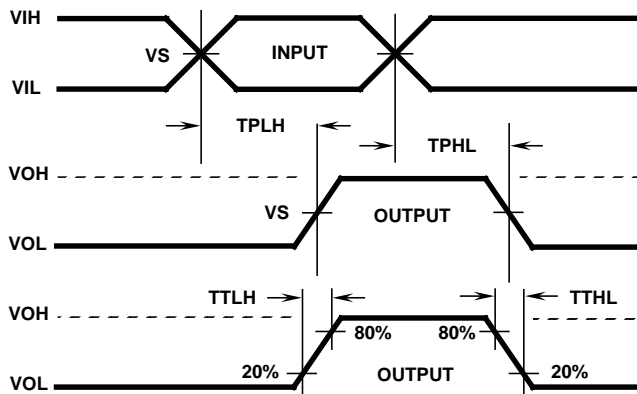 VIH
VS
INPUT
VIL
TPLH
TPHL
VOH
VS
OUTPUT
VOL
TTLH
TTHL
VOH
80%
80%
20%
OUTPUT
20%
VOL